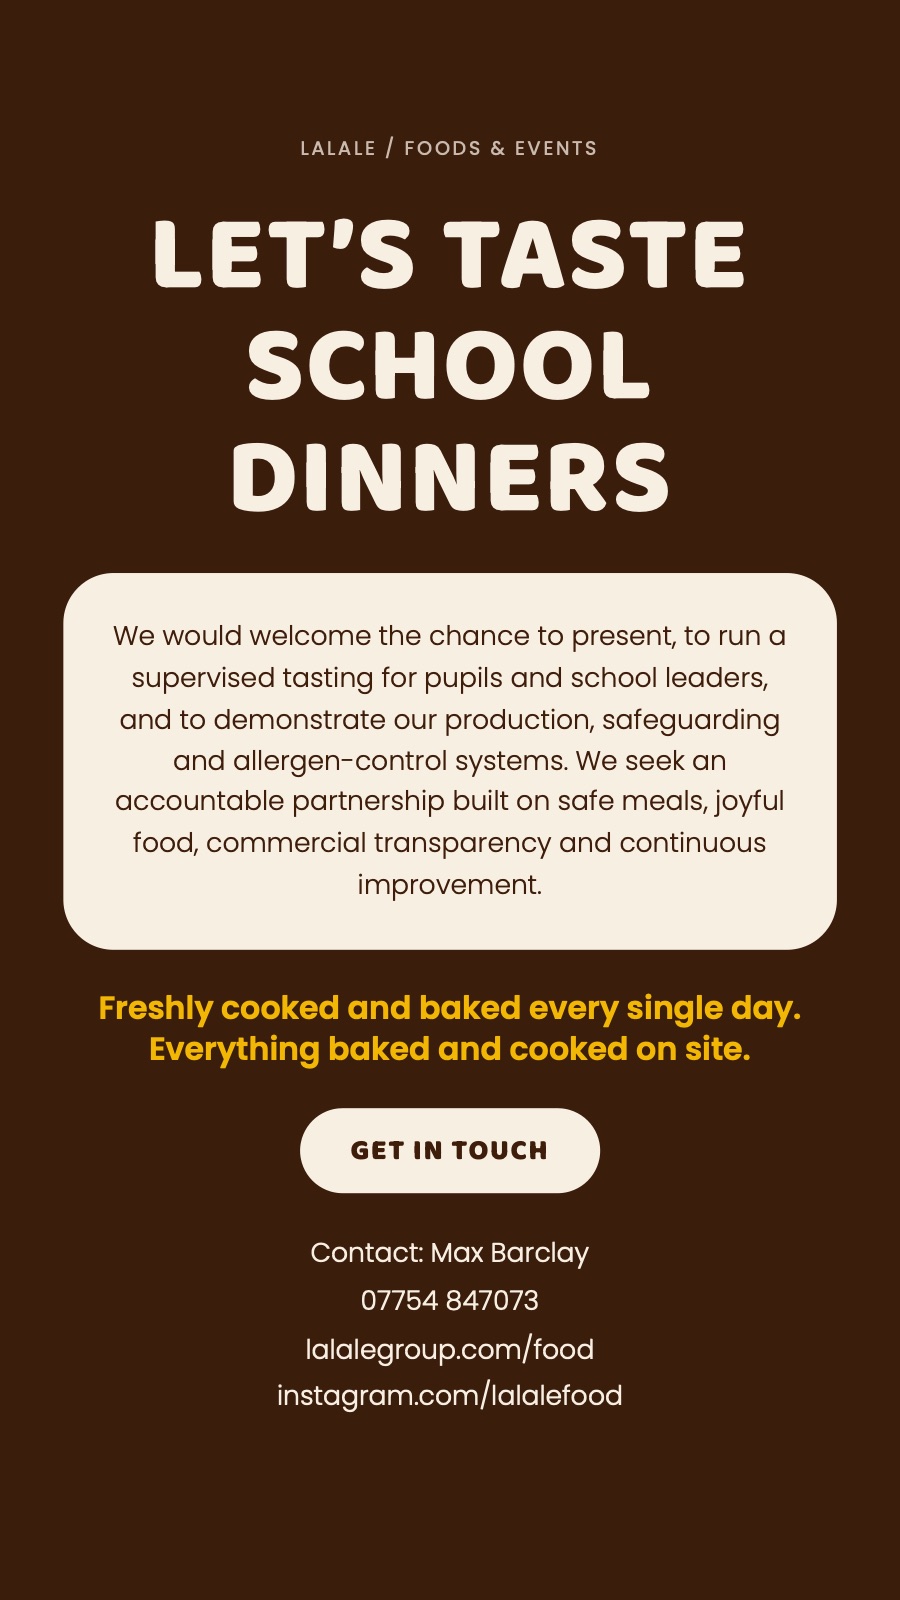 LALALE / FOODS & EVENTS
LET’S TASTE
SCHOOL
DINNERS
We would welcome the chance to present, to run a
supervised tasting for pupils and school leaders,
and to demonstrate our production, safeguarding
and allergen-control systems. We seek an
accountable partnership built on safe meals, joyful
food, commercial transparency and continuous
improvement.
Freshly cooked and baked every single day.
Everything baked and cooked on site.
GET IN TOUCH
Contact: Max Barclay
07754 847073
lalalegroup.com/food
instagram.com/lalalefood